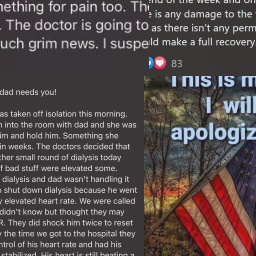 nething for pain too. The
. The doctor is going to
uch grim news. I suspe
dad needs you!
as taken off isolation this morning.
n into the room with dad and she was
im and hold him. Something she
in weeks. The doctors decided that
ther small round of dialysis today
f bad stuff were elevated some.
dialysis and dad wasn't handling it
o shut down dialysis because he went
y elevated heart rate. We were called
didn't know but thought they may
R. They did shock him twice to reset
y the time we got to the hospital they
ntrol of his heart rate and had his
stabilized. His heart is still beating a
end of the week and on
e is any damage to the
as there isn't any perm
ld make a full recovery
83
This is m
I will
apologiz